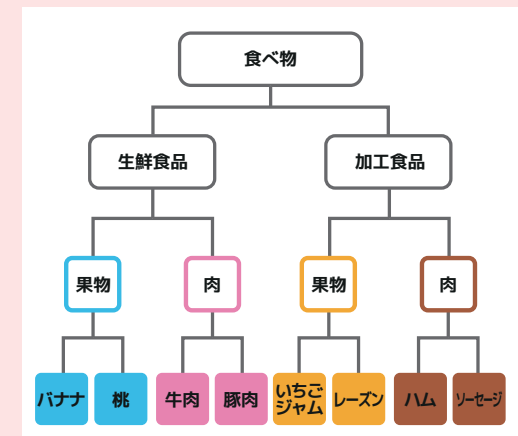 食べ物
生鮮食品
加工食品
果物
肉
果物
肉
バナナ
桃
牛肉
豚肉
いちご
ジャム
レーズン
ハム
ソーセージ